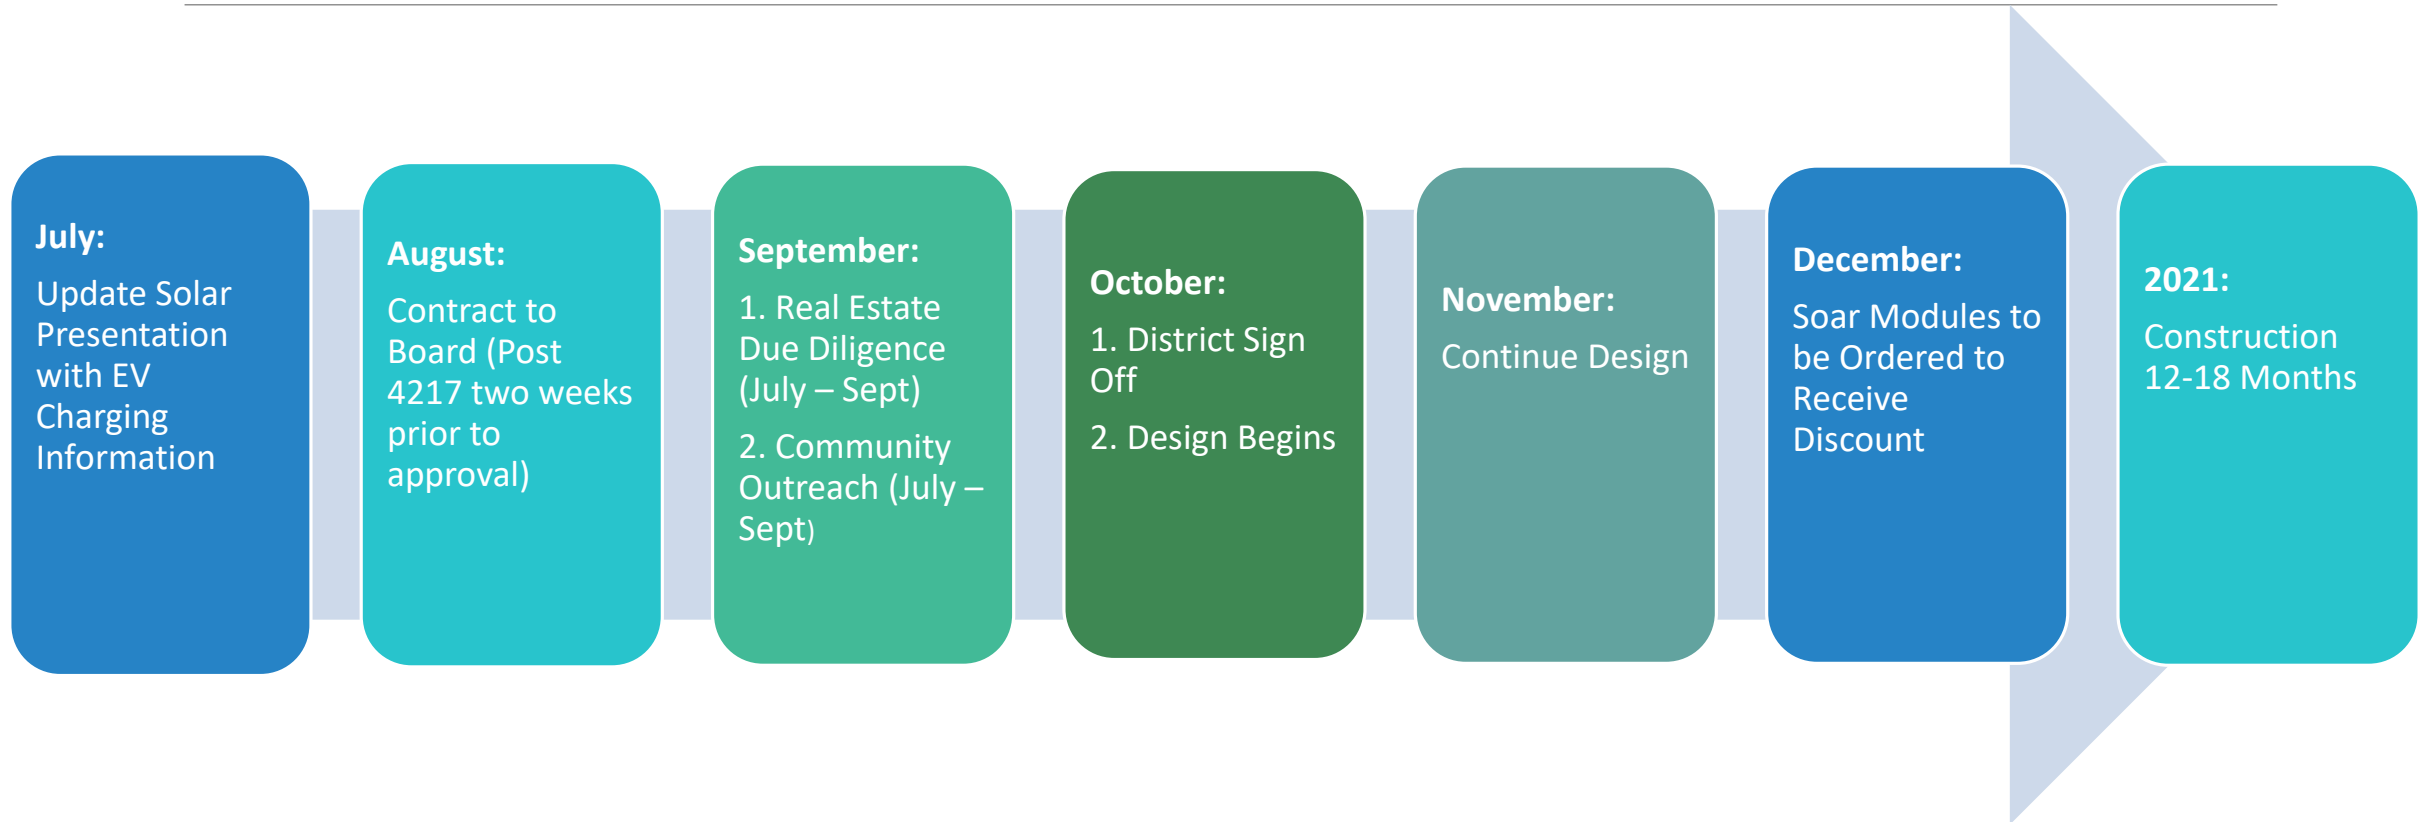 July:
Update Solar
Presentation
with EV
Charging
Information
August:
Contract to
Board (Post
4217 two weeks
prior to
approval)
September:
1. Real Estate
Due Diligence
(July – Sept)
2. Community
Outreach (July –
Sept)
October:
1. District Sign
Off
2. Design Begins
November:
Continue Design
December:
Soar Modules to
be Ordered to
Receive
Discount
2021:
Construction
12-18 Months